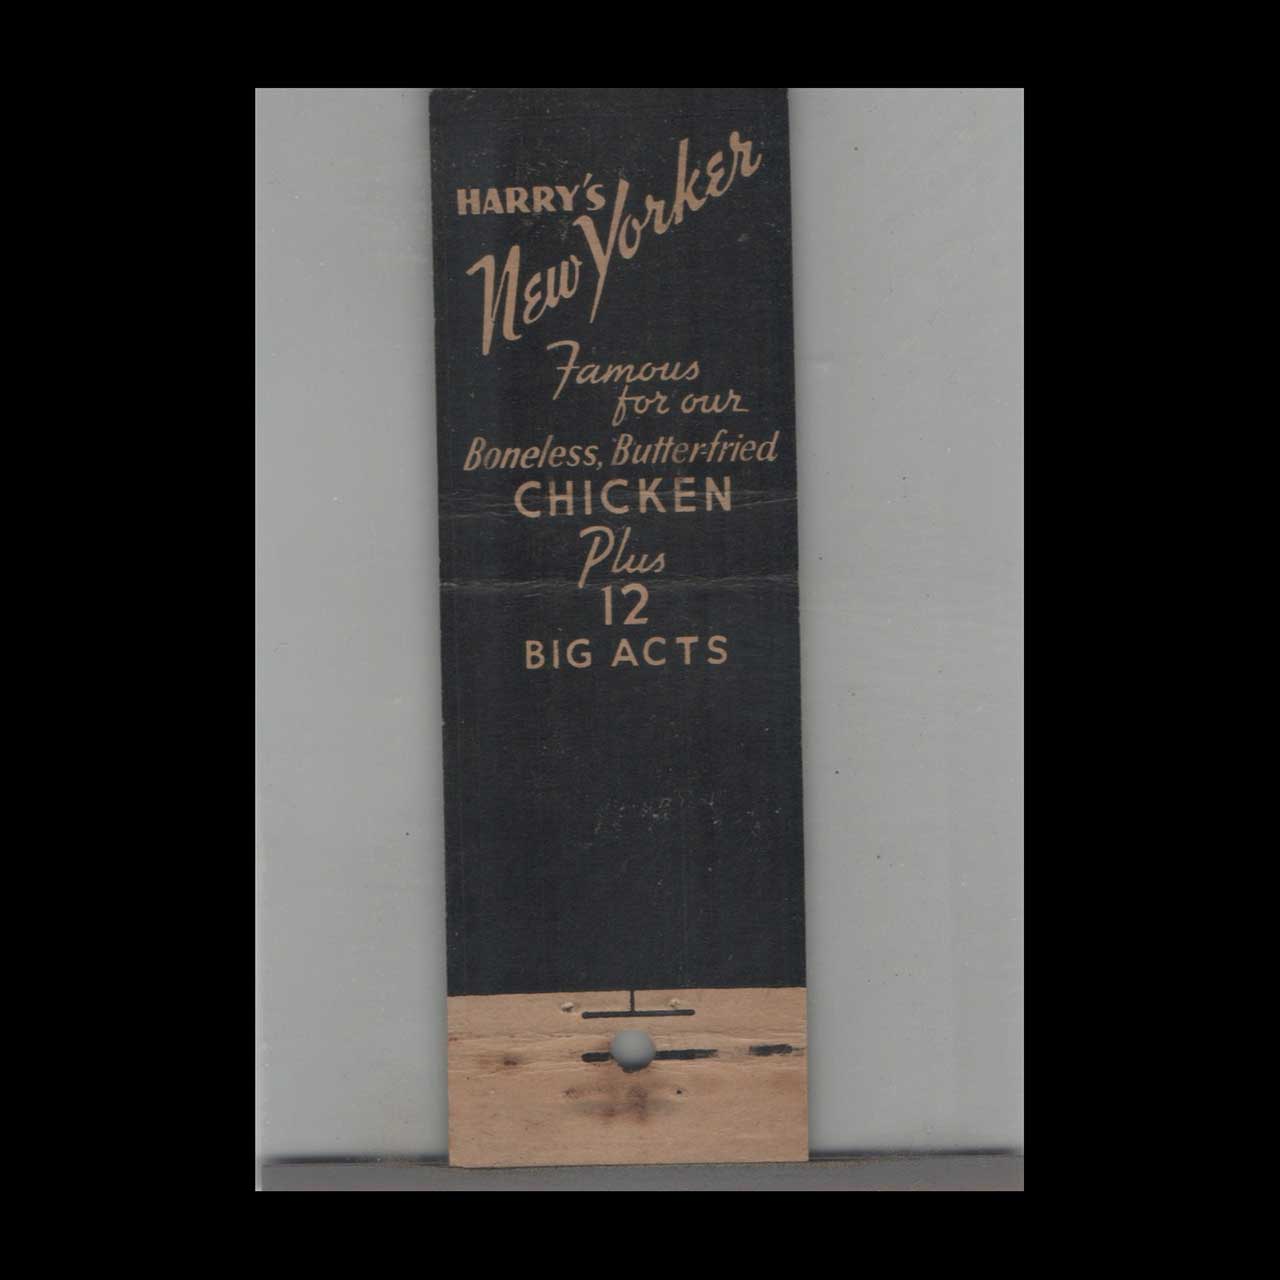 HARRY'S
New Yorker
Famous
for our
Boneless, Butter-fried
CHICKEN
Plus
12
BIG ACTS